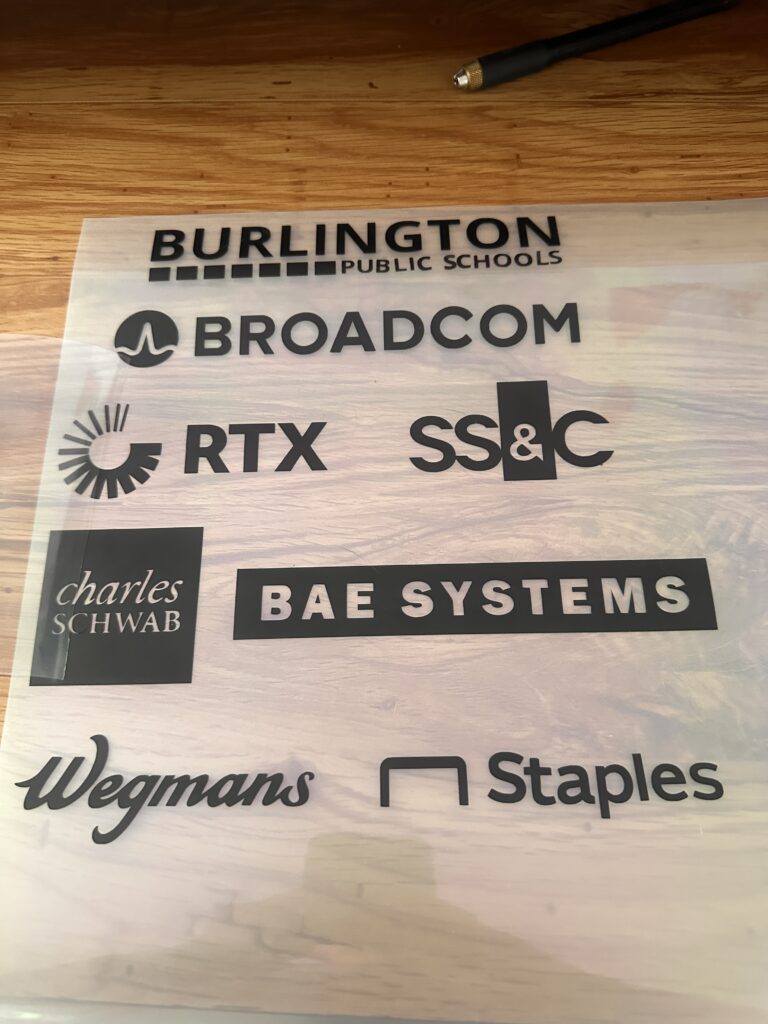 BURLINGTON
PUBLIC SCHOOLS
BROADCOM
RTX
SS&C
charles
SCHWAB
BAE SYSTEMS
Wegmans
Staples